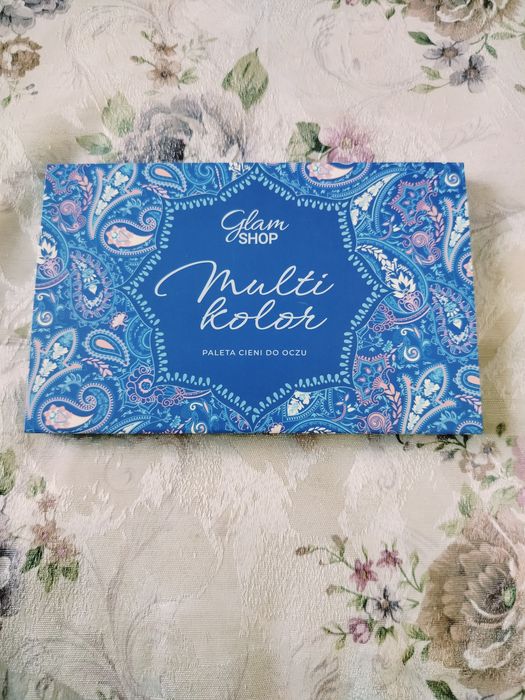 Glam
SHOP
Multi
kolor
PALETA CIENI DO OCZU